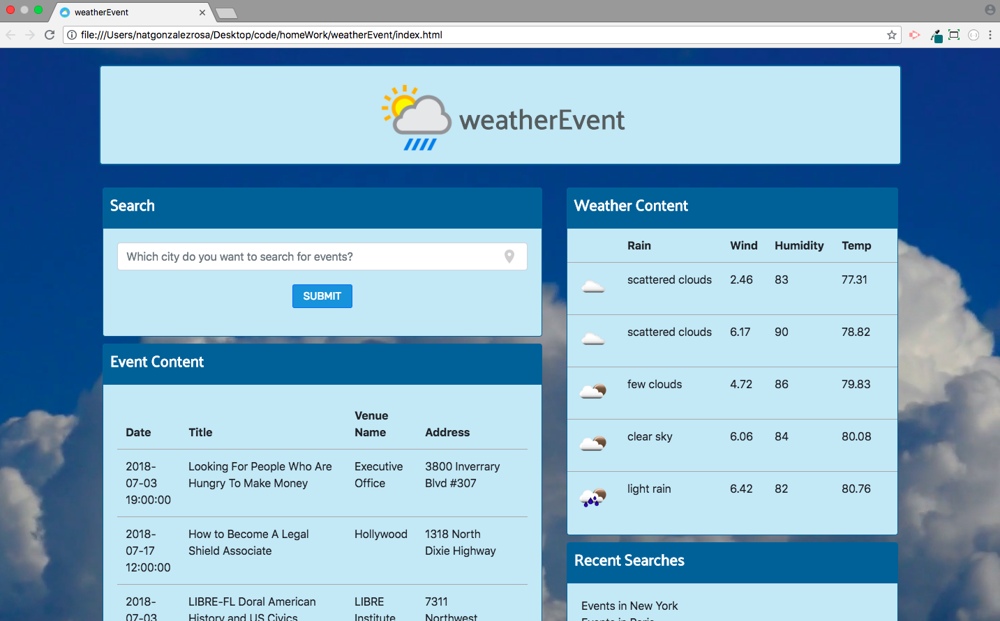 weatherEvent
file:///Users/natgonzalezrosa/Desktop/code/homeWork/weatherEvent/index.html
weatherEvent
Search
Which city do you want to search for events?
SUBMIT
Event Content
Date Title Venue Name Address
2018-07-03 19:00:00 Looking For People Who Are Hungry To Make Money Executive Office 3800 Inverrary Blvd #307
2018-07-17 12:00:00 How to Become A Legal Shield Associate Hollywood 1318 North Dixie Highway
2018-07-03 LIBRE-FL Doral American History and US Civics LIBRE Institute 7311 Northwest
Weather Content
Rain Wind Humidity Temp
scattered clouds 2.46 83 77.31
scattered clouds 6.17 90 78.82
few clouds 4.72 86 79.83
clear sky 6.06 84 80.08
light rain 6.42 82 80.76
Recent Searches
Events in New York
Events in Paris